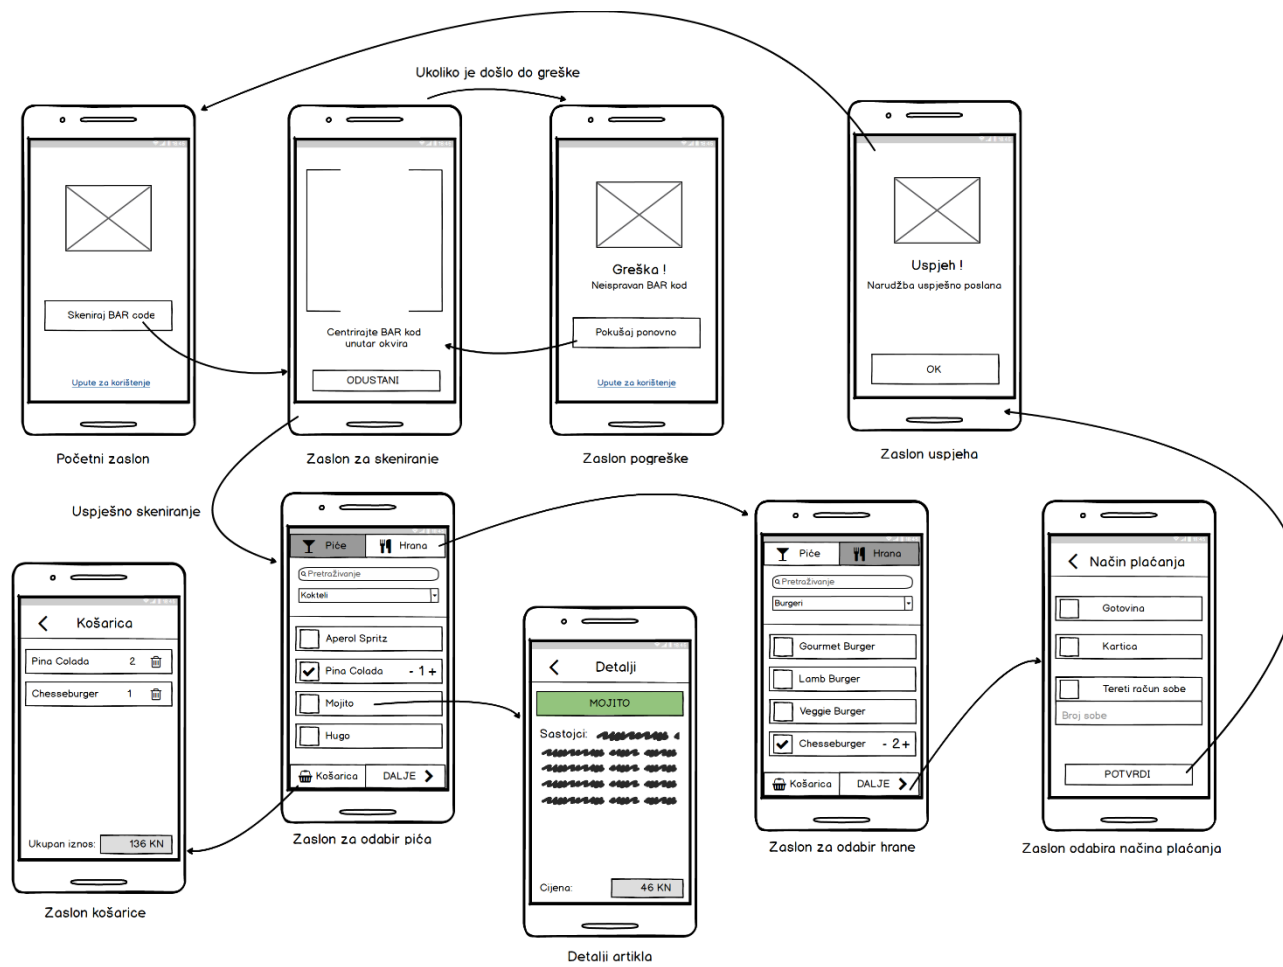 Ukoliko je došlo do greške
Skeniraj BAR code
Upute za korištenje
Početni zaslon
Centrirajte BAR kod
unutar okvira
ODUSTANI
Zaslon za skeniranje
Greška !
Neispravan BAR kod
Pokušaj ponovno
Upute za korištenje
Zaslon pogreške
Uspjeh !
Narudžba uspješno poslana
OK
Zaslon uspjeha
Uspješno skeniranje
Košarica
Pina Colada 2
Chesseburger 1
Ukupan iznos: 136 KN
Zaslon košarice
Piće Hrana
Pretraživanje
Kokteli
Aperol Spritz
Pina Colada - 1 +
Mojito
Hugo
Košarica DALJE
Zaslon za odabir pića
Detalji
MOJITO
Sastojci:
Cijena: 46 KN
Detalji artikla
Piće Hrana
Pretraživanje
Burgeri
Gourmet Burger
Lamb Burger
Veggie Burger
Chesseburger - 2 +
Košarica DALJE
Zaslon za odabir hrane
Način plaćanja
Gotovina
Kartica
Tereti račun sobe
Broj sobe
POTVRDI
Zaslon odabira načina plaćanja